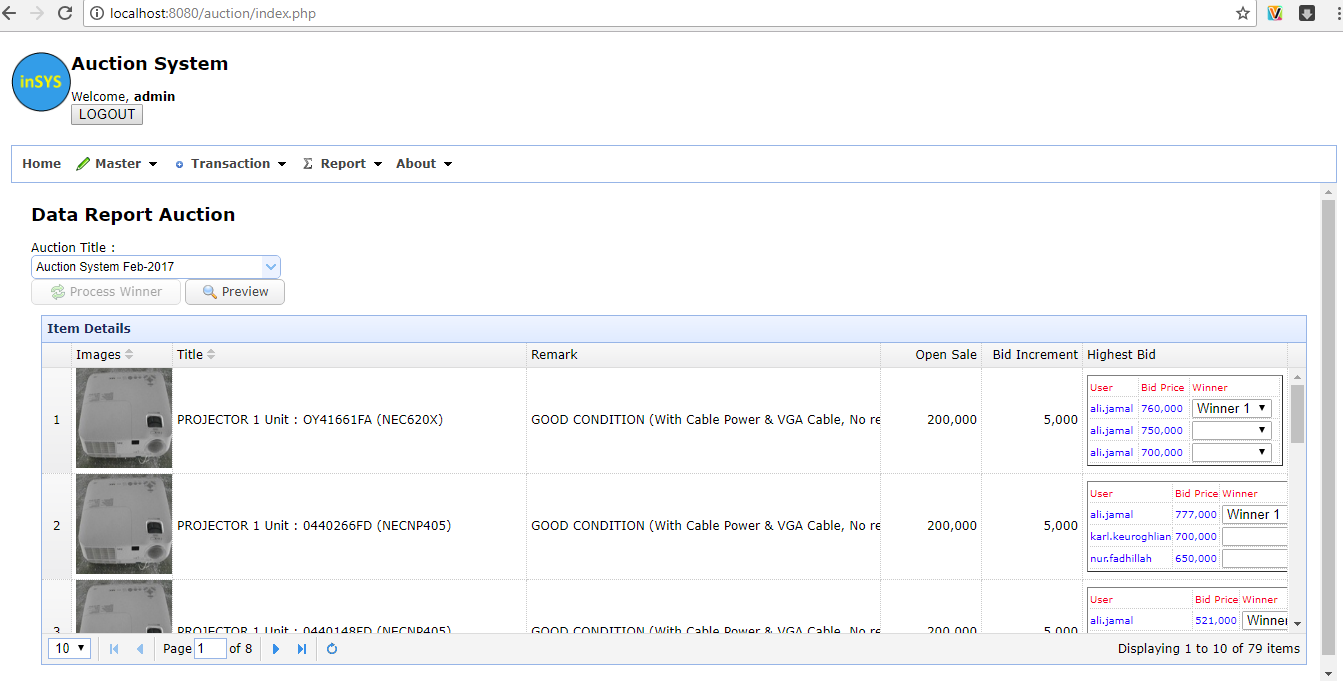 localhost:8080/auction/index.php
inSYS
Auction System
Welcome, admin
LOGOUT
Home Master Transaction Σ Report About
Data Report Auction
Auction Title :
Auction System Feb-2017
Process Winner Preview
Item Details
Images Title Remark Open Sale Bid Increment Highest Bid
1 PROJECTOR 1 Unit : OY41661FA (NEC620X) GOOD CONDITION (With Cable Power & VGA Cable, No re 200,000 5,000
User Bid Price Winner
ali.jamal 760,000 Winner 1
ali.jamal 750,000
ali.jamal 700,000
2 PROJECTOR 1 Unit : 0440266FD (NECNP405) GOOD CONDITION (With Cable Power & VGA Cable, No re 200,000 5,000
User Bid Price Winner
ali.jamal 777,000 Winner 1
karl.keuroghlian 700,000
nur.fadhillah 650,000
3 PROJECTOR 1 Unit : 0440148FD (NECNP405) GOOD CONDITION (With Cable Power & VGA Cable, No re 200,000 5,000
User Bid Price Winner
ali.jamal 521,000 Winner
10 Page 1 of 8 Displaying 1 to 10 of 79 items